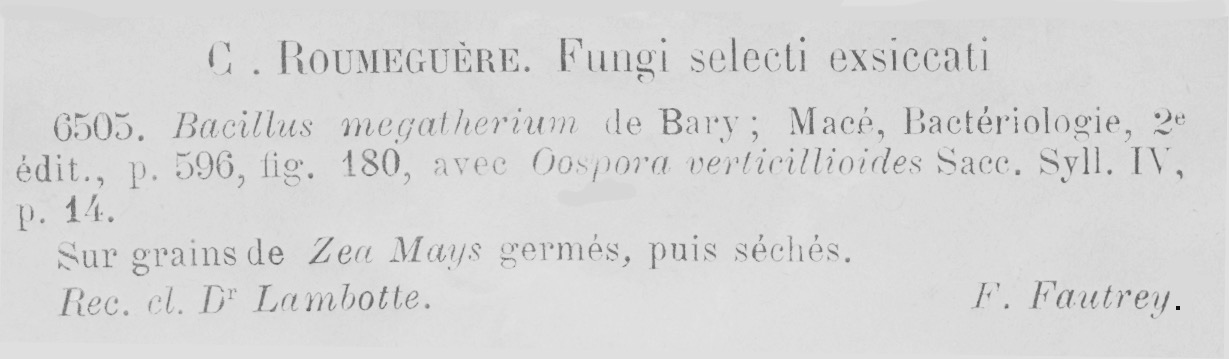 C. ROUMEGUÈRE. Fungi selecti exsiccati
6505. Bacillus megatherium de Bary; Macé, Bactériologie, 2e
édit., p. 596, fig. 180, avec Oospora verticillioides Sacc. Syll. IV,
p. 14.
Sur grains de Zea Mays germés, puis séchés.
Rec. cl. Dr Lambotte. F. Fautrey.